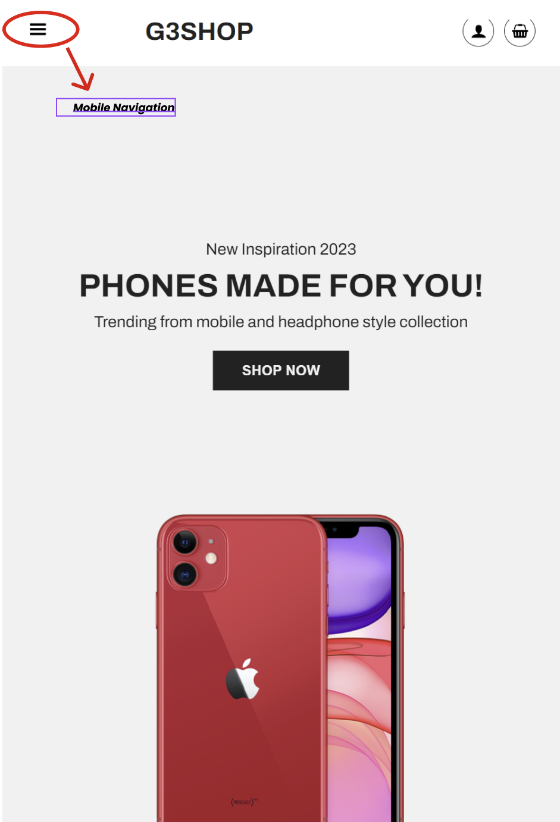 G3SHOP
Mobile Navigation
New Inspiration 2023
PHONES MADE FOR YOU!
Trending from mobile and headphone style collection
SHOP NOW